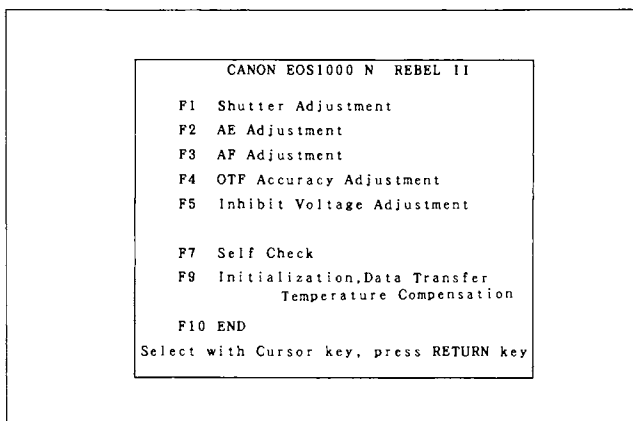 CANON EOS1000 N REBEL II
F1 Shutter Adjustment
F2 AE Adjustment
F3 AF Adjustment
F4 OTF Accuracy Adjustment
F5 Inhibit Voltage Adjustment
F7 Self Check
F9 Initialization,Data Transfer
Temperature Compensation
F10 END
Select with Cursor key, press RETURN key